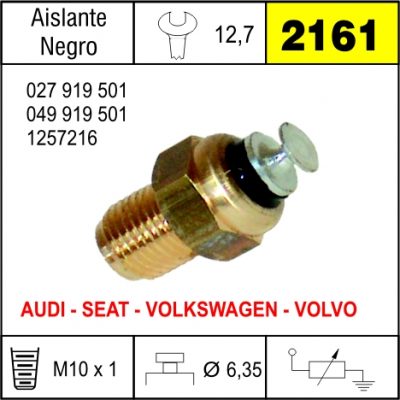 Aislante
Negro
12,7
2161
027 919 501
049 919 501
1257216
AUDI - SEAT - VOLKSWAGEN - VOLVO
M10 x 1
Ø 6,35